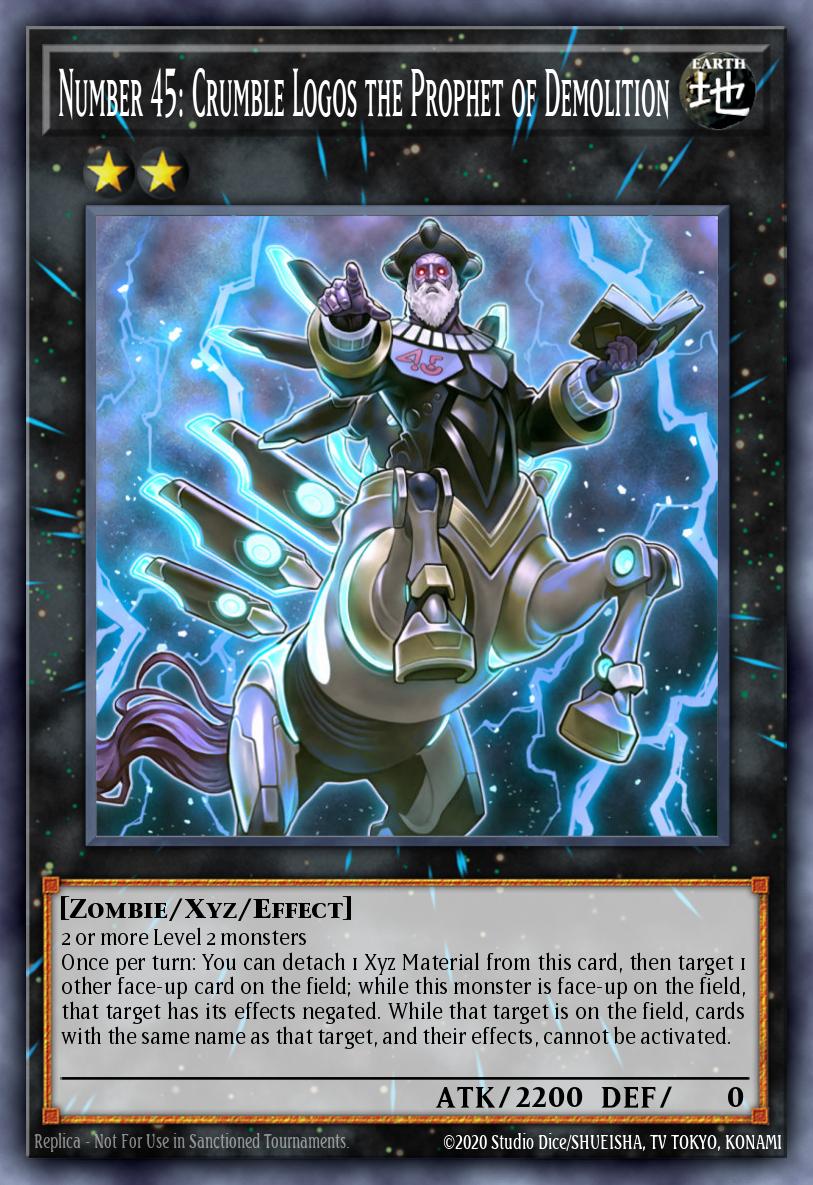 Number 45: Crumble Logos the Prophet of Demolition
EARTH
地
45
[Zombie/Xyz/Effect]
2 or more Level 2 monsters
Once per turn: You can detach 1 Xyz Material from this card, then target 1
other face-up card on the field; while this monster is face-up on the field,
that target has its effects negated. While that target is on the field, cards
with the same name as that target, and their effects, cannot be activated.
ATK/2200 DEF/ 0
Replica - Not For Use in Sanctioned Tournaments.
©2020 Studio Dice/SHUEISHA, TV TOKYO, KONAMI